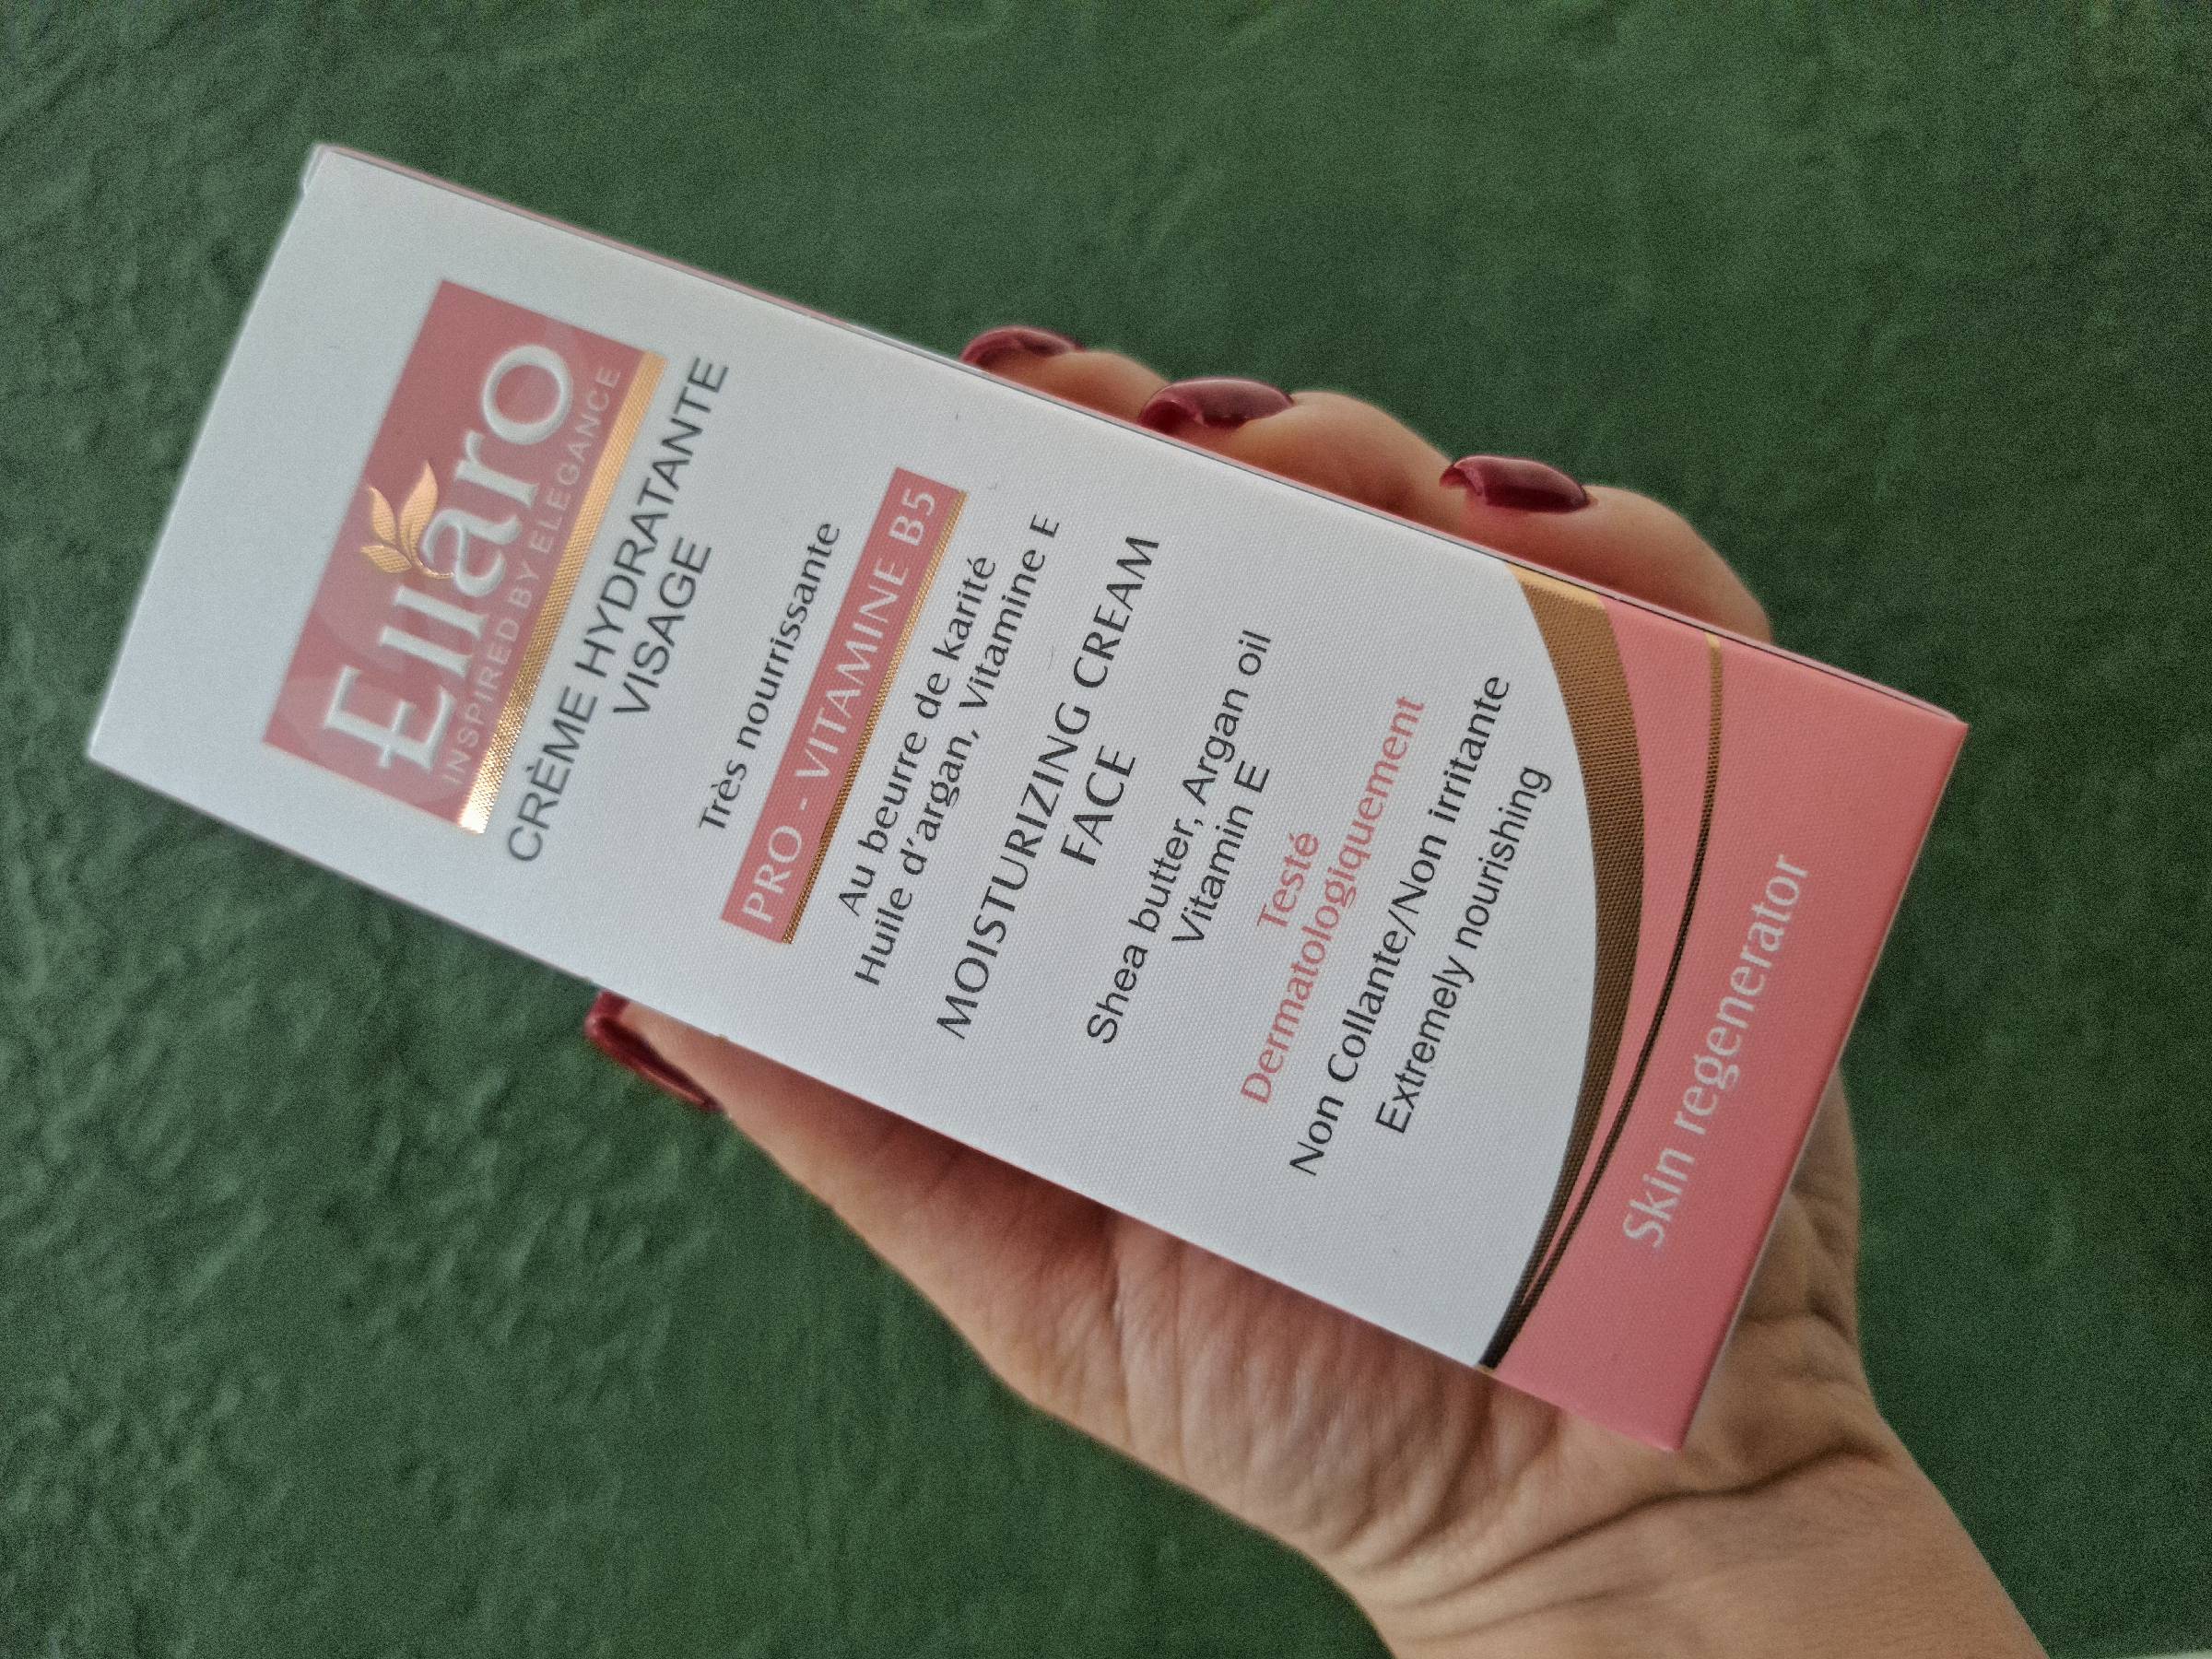 Ellaro
INSPIRED BY ELEGANCE
CRÈME HYDRATANTE
VISAGE
Très nourrissante
PRO - VITAMINE B5
Au beurre de karité
Huile d'argan, Vitamine E
MOISTURIZING CREAM
FACE
Shea butter, Argan oil
Vitamin E
Testé
Dermatologiquement
Non Collante/Non irritante
Extremely nourishing
Skin regenerator